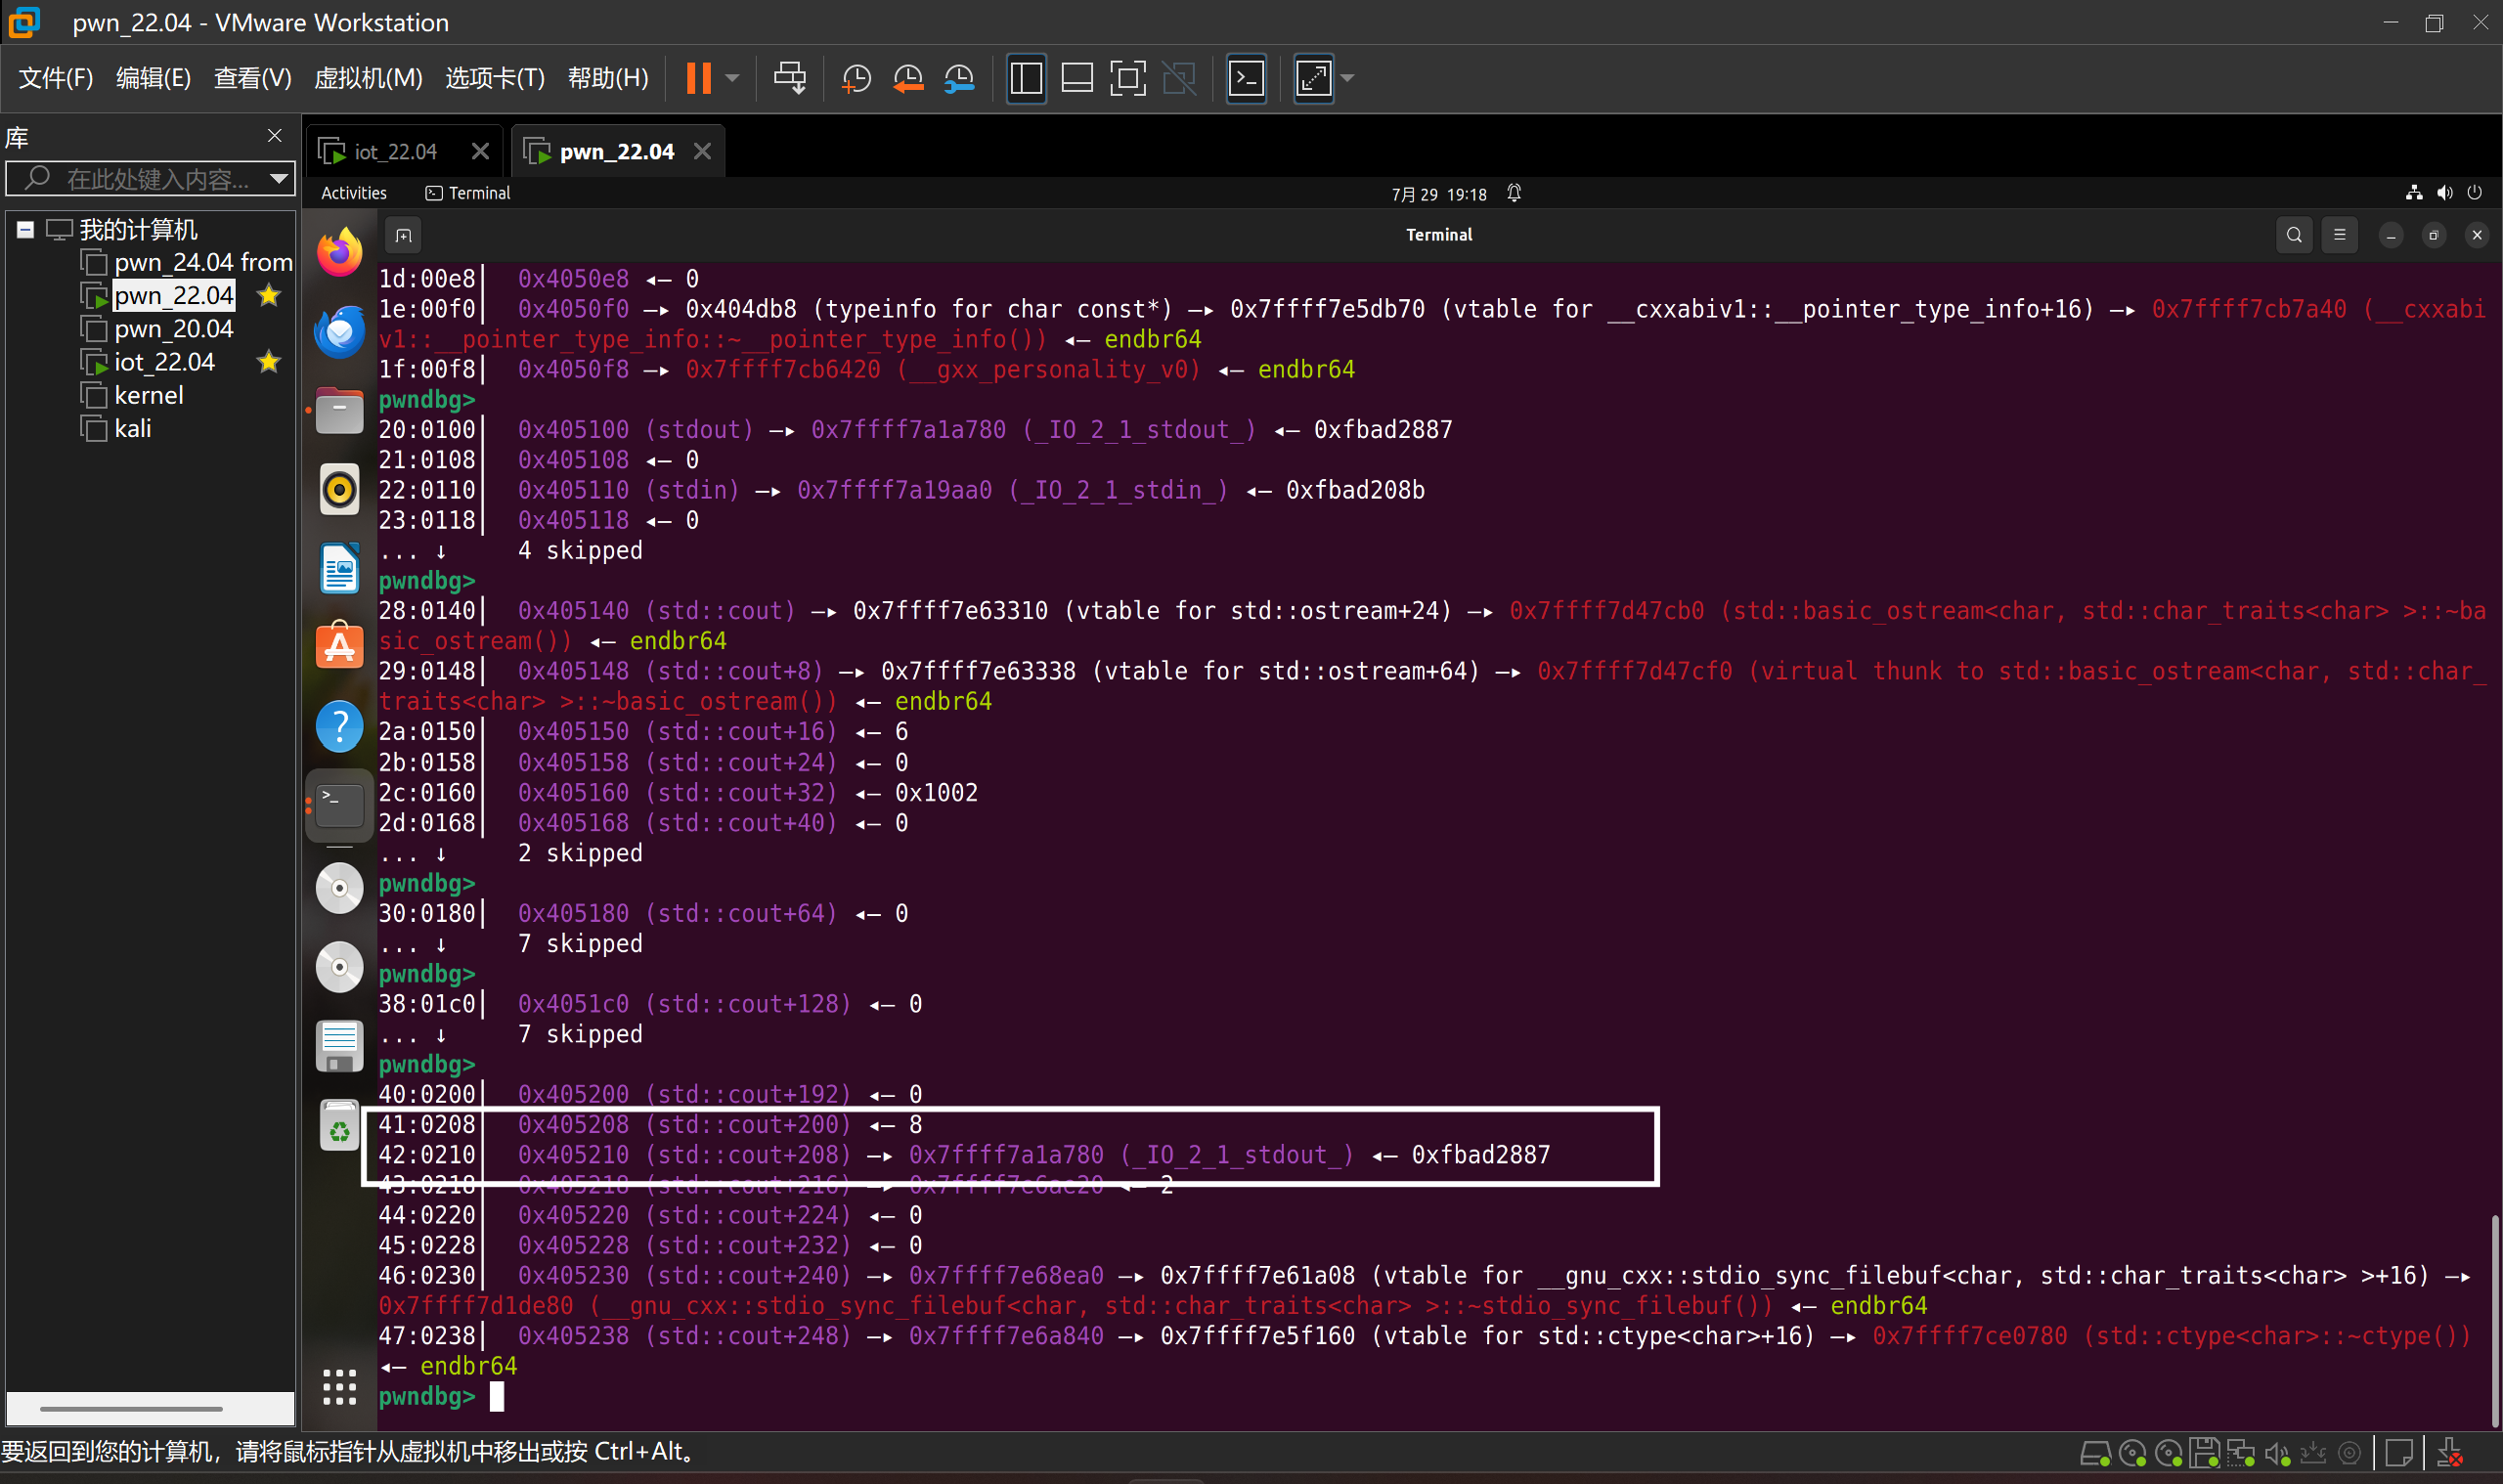 pwn_22.04 - VMware Workstation
文件(F) 编辑(E) 查看(V) 虚拟机(M) 选项卡(T) 帮助(H)
库
在此处键入内容...
我的计算机
pwn_24.04 from
pwn_22.04
pwn_20.04
iot_22.04
kernel
kali
iot_22.04 pwn_22.04
Activities Terminal 7月 29 19:18
Terminal
1d:00e8│ 0x4050e8 ◂— 0
1e:00f0│ 0x4050f0 —▸ 0x404db8 (typeinfo for char const*) —▸ 0x7ffff7e5db70 (vtable for __cxxabiv1::__pointer_type_info+16) —▸ 0x7ffff7cb7a40 (__cxxabi
v1::__pointer_type_info::~__pointer_type_info()) ◂— endbr64
1f:00f8│ 0x4050f8 —▸ 0x7ffff7cb6420 (__gxx_personality_v0) ◂— endbr64
pwndbg>
20:0100│ 0x405100 (stdout) —▸ 0x7ffff7a1a780 (_IO_2_1_stdout_) ◂— 0xfbad2887
21:0108│ 0x405108 ◂— 0
22:0110│ 0x405110 (stdin) —▸ 0x7ffff7a19aa0 (_IO_2_1_stdin_) ◂— 0xfbad208b
23:0118│ 0x405118 ◂— 0
... ↓ 4 skipped
pwndbg>
28:0140│ 0x405140 (std::cout) —▸ 0x7ffff7e63310 (vtable for std::ostream+24) —▸ 0x7ffff7d47cb0 (std::basic_ostream<char, std::char_traits<char> >::~ba
sic_ostream()) ◂— endbr64
29:0148│ 0x405148 (std::cout+8) —▸ 0x7ffff7e63338 (vtable for std::ostream+64) —▸ 0x7ffff7d47cf0 (virtual thunk to std::basic_ostream<char, std::char_
traits<char> >::~basic_ostream()) ◂— endbr64
2a:0150│ 0x405150 (std::cout+16) ◂— 6
2b:0158│ 0x405158 (std::cout+24) ◂— 0
2c:0160│ 0x405160 (std::cout+32) ◂— 0x1002
2d:0168│ 0x405168 (std::cout+40) ◂— 0
... ↓ 2 skipped
pwndbg>
30:0180│ 0x405180 (std::cout+64) ◂— 0
... ↓ 7 skipped
pwndbg>
38:01c0│ 0x4051c0 (std::cout+128) ◂— 0
... ↓ 7 skipped
pwndbg>
40:0200│ 0x405200 (std::cout+192) ◂— 0
41:0208│ 0x405208 (std::cout+200) ◂— 8
42:0210│ 0x405210 (std::cout+208) —▸ 0x7ffff7a1a780 (_IO_2_1_stdout_) ◂— 0xfbad2887
43:0218│ 0x405218 (std::cout+216) —▸ ◂— 2
44:0220│ 0x405220 (std::cout+224) ◂— 0
45:0228│ 0x405228 (std::cout+232) ◂— 0
46:0230│ 0x405230 (std::cout+240) —▸ 0x7ffff7e68ea0 —▸ 0x7ffff7e61a08 (vtable for __gnu_cxx::stdio_sync_filebuf<char, std::char_traits<char> >+16) —▸
0x7ffff7d1de80 (__gnu_cxx::stdio_sync_filebuf<char, std::char_traits<char> >::~stdio_sync_filebuf()) ◂— endbr64
47:0238│ 0x405238 (std::cout+248) —▸ 0x7ffff7e6a840 —▸ 0x7ffff7e5f160 (vtable for std::ctype<char>+16) —▸ 0x7ffff7ce0780 (std::ctype<char>::~ctype())
◂— endbr64
pwndbg>
要返回到您的计算机，请将鼠标指针从虚拟机中移出或按 Ctrl+Alt。